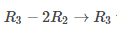 R₃ − 2R₂ → R₃